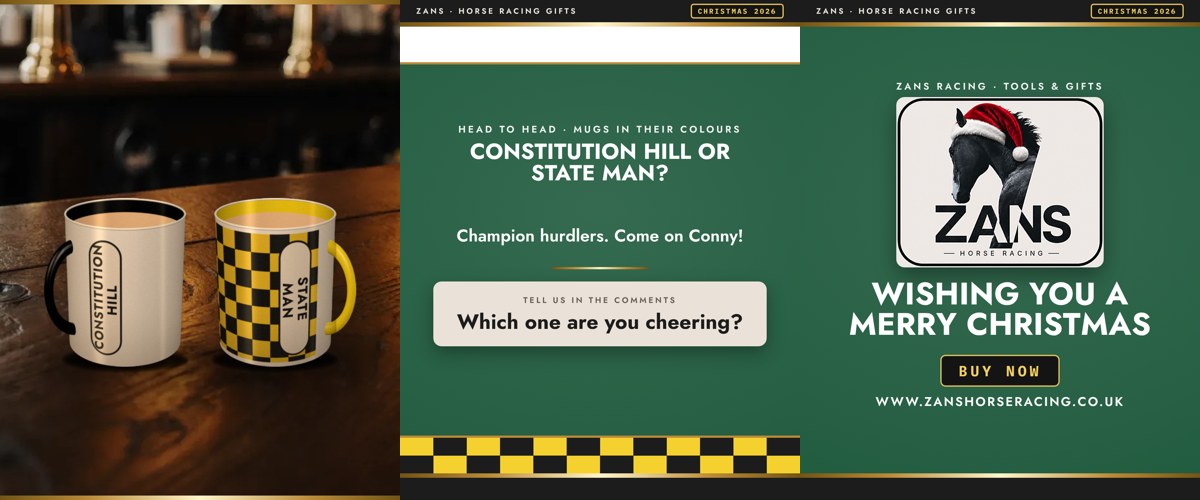 CONSTITUTION
HILL
STATE
MAN
ZANS · HORSE RACING GIFTS
CHRISTMAS 2026
HEAD TO HEAD · MUGS IN THEIR COLOURS
CONSTITUTION HILL OR
STATE MAN?
Champion hurdlers. Come on Conny!
TELL US IN THE COMMENTS
Which one are you cheering?
ZANS · HORSE RACING GIFTS
CHRISTMAS 2026
ZANS RACING · TOOLS & GIFTS
ZANS
HORSE RACING
WISHING YOU A
MERRY CHRISTMAS
BUY NOW
WWW.ZANSHORSERACING.CO.UK